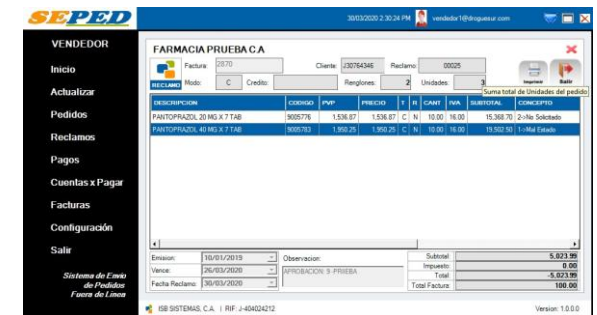 SEPED
30/03/2020 2:30:24 PM vendedor1@droguesur.com
VENDEDOR
Inicio
Actualizar
Pedidos
Reclamos
Pagos
Cuentas x Pagar
Facturas
Configuración
Salir
Sistema de Envio
de Pedidos
Fuera de Linea
FARMACIA PRUEBA C.A
Factura: 2870 Cliente: J30764346 Reclamo: 00025
RECLAMO Modo: C Credito: Renglones: 2 Unidades: 3
Imprimir Salir
Suma total de Unidades del pedido
DESCRIPCION CODIGO PVP PRECIO T R CANT IVA SUBTOTAL CONCEPTO
PANTOPRAZOL 20 MG X 7 TAB 9005776 1,536.87 1,536.87 C N 10.00 16.00 15,368.70 2->No Solicitado
PANTOPRAZOL 40 MG X 7 TAB 9005783 1,950.25 1,950.25 C N 10.00 16.00 19,502.50 1->Mal Estado
Emision: 10/01/2019 Observacion: Subtotal 5,023.99
Vence: 26/03/2020 APROBACION: S -PRIEBA Impuesto 0.00
Total -5,023.99
Fecha Reclamo: 30/03/2020 Total Factura: 100.00
ISB SISTEMAS, C.A. | RIF: J-404024212 Version: 1.0.0.0